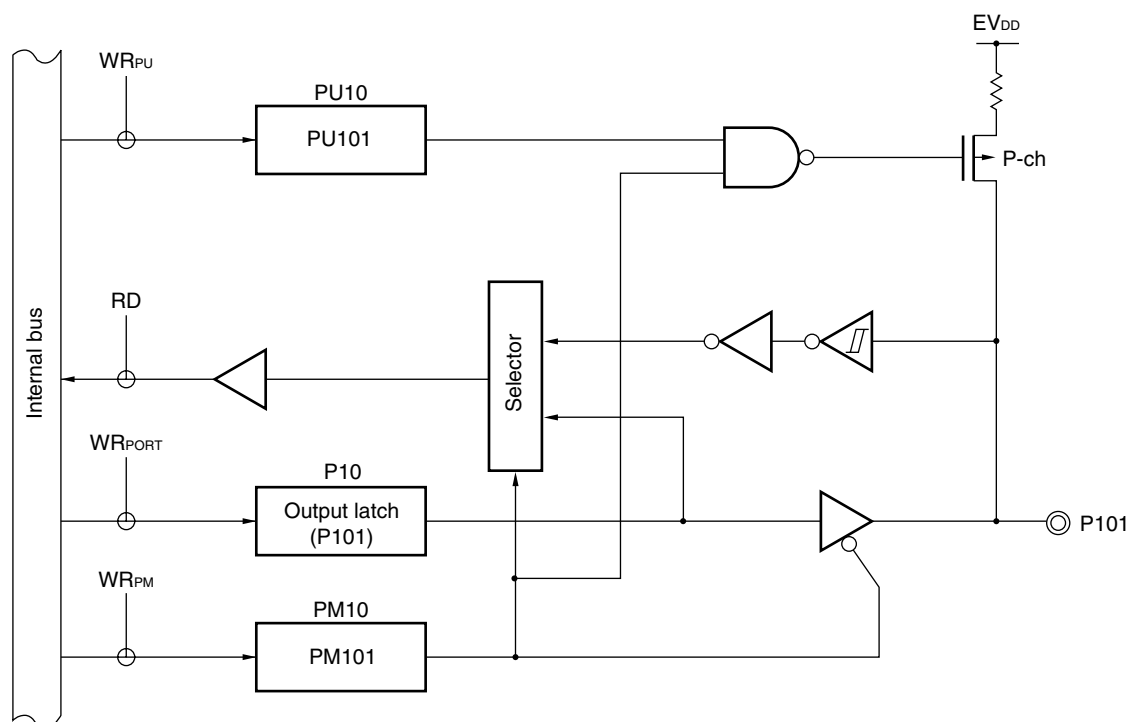 EVDD
WRPU
PU10
PU101
P-ch
RD
Internal bus
Selector
WRPORT
P10
Output latch
(P101)
P101
WRPM
PM10
PM101